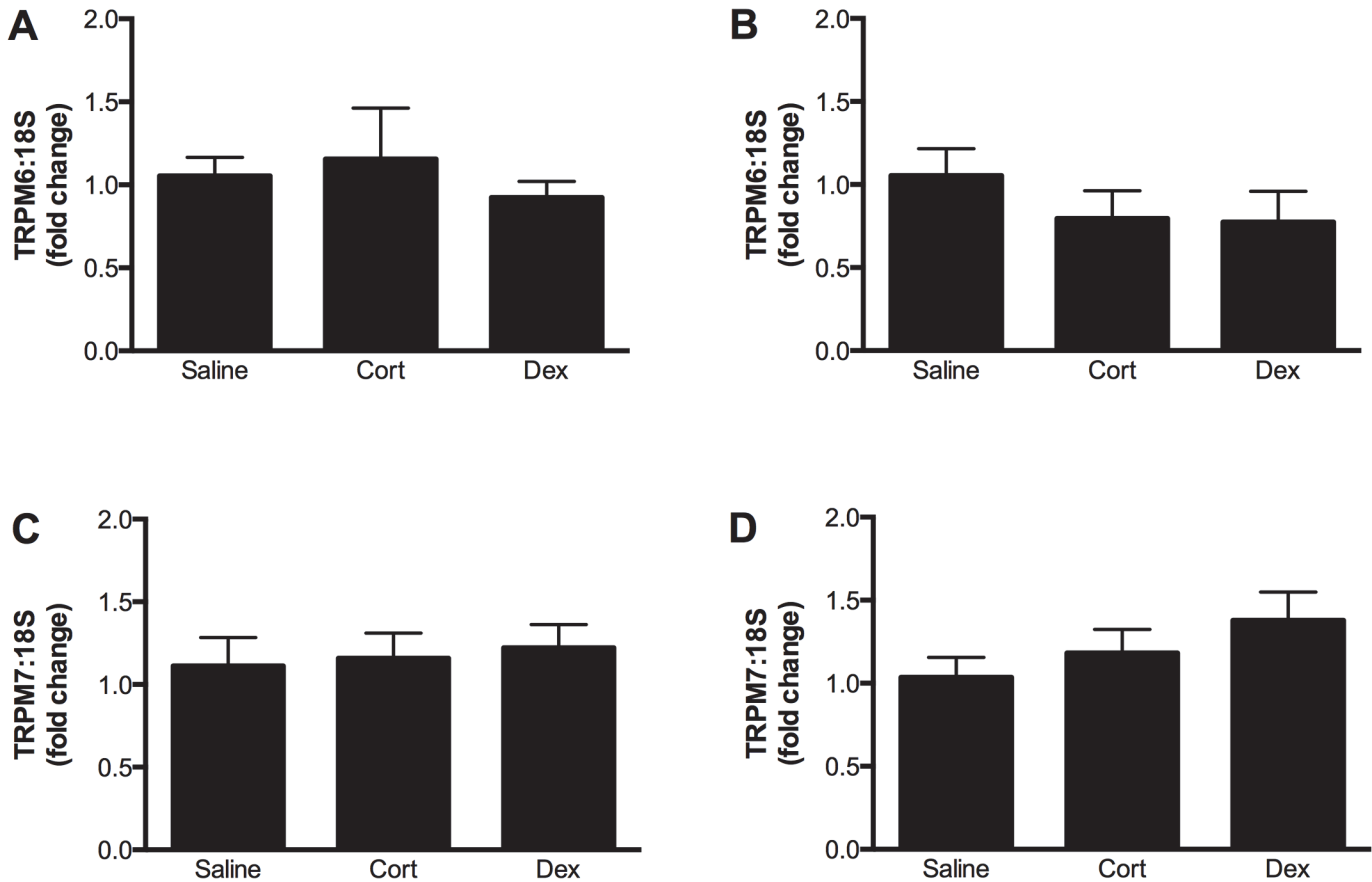 A
TRPM6:18S
(fold change)
2.0
1.5
1.0
0.5
0.0
Saline Cort Dex
B
TRPM6:18S
(fold change)
2.0
1.5
1.0
0.5
0.0
Saline Cort Dex
C
TRPM7:18S
(fold change)
2.0
1.5
1.0
0.5
0.0
Saline Cort Dex
D
TRPM7:18S
(fold change)
2.0
1.5
1.0
0.5
0.0
Saline Cort Dex